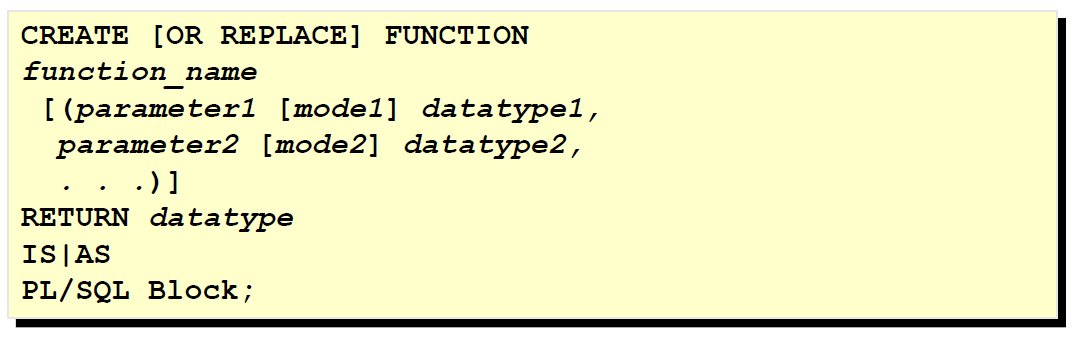 CREATE [OR REPLACE] FUNCTION
function_name
[(parameter1 [mode1] datatype1,
parameter2 [mode2] datatype2,
. . .)]
RETURN datatype
IS|AS
PL/SQL Block;